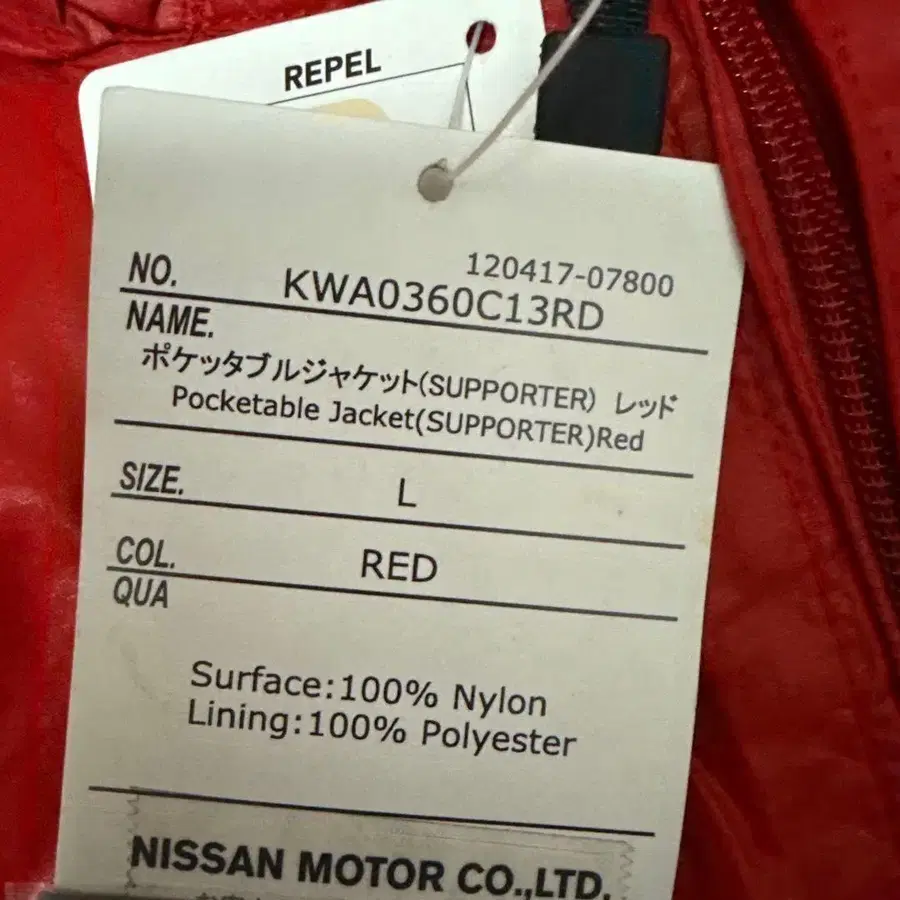 REPEL
120417-07800
NO. KWA0360C13RD
NAME.
ポケッタブルジャケット(SUPPORTER) レッド
Pocketable Jacket(SUPPORTER)Red
SIZE. L
COL. RED
QUA
Surface:100% Nylon
Lining:100% Polyester
NISSAN MOTOR CO.,LTD.